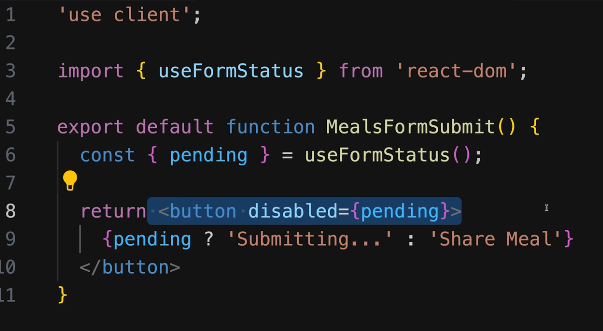 1 'use client';
2
3 import { useFormStatus } from 'react-dom';
4
5 export default function MealsFormSubmit() {
6 const { pending } = useFormStatus();
7
8 return <button disabled={pending}>
9 {pending ? 'Submitting...' : 'Share Meal'}
10 </button>
11 }